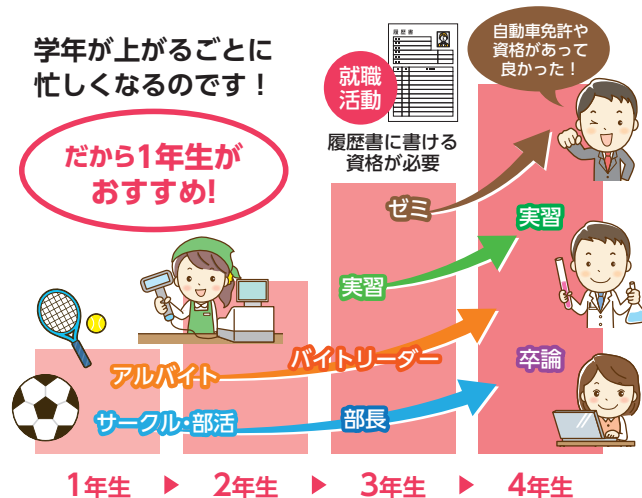 学年が上がるごとに
忙しくなるのです！
だから1年生が
おすすめ!
就職
活動
履歴書
履歴書に書ける
資格が必要
自動車免許や
資格があって
良かった！
ゼミ
実習
実習
アルバイト
バイトリーダー
卒論
サークル・部活
部長
1年生 ▶ 2年生 ▶ 3年生 ▶ 4年生